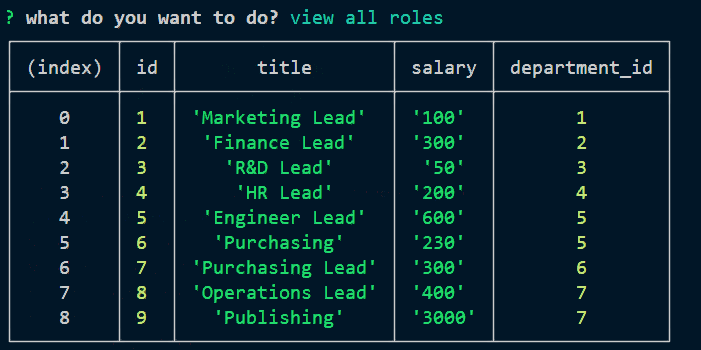 ? what do you want to do? view all roles
(index) id title salary department_id
0 1 'Marketing Lead' '100' 1
1 2 'Finance Lead' '300' 2
2 3 'R&D Lead' '50' 3
3 4 'HR Lead' '200' 4
4 5 'Engineer Lead' '600' 5
5 6 'Purchasing' '230' 5
6 7 'Purchasing Lead' '300' 6
7 8 'Operations Lead' '400' 7
8 9 'Publishing' '3000' 7